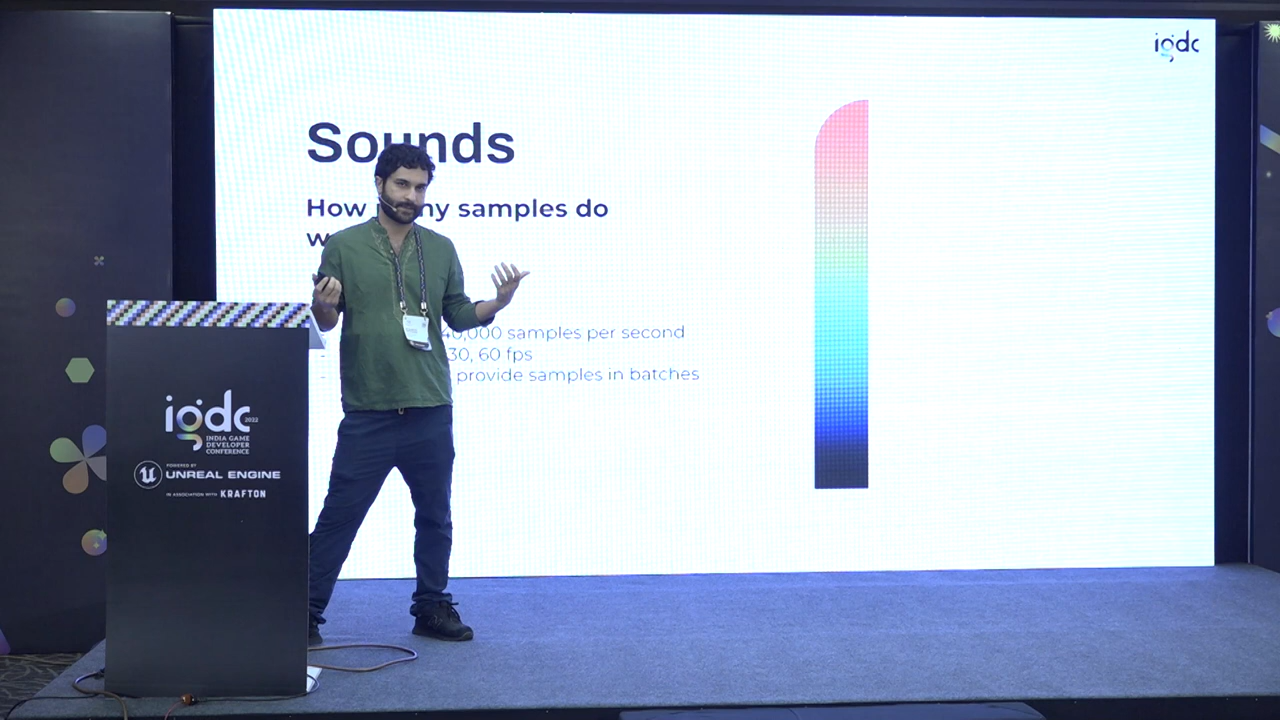 igdc
Sounds
How samples do
40,000 samples per second
- 30, 60 fps
- provide samples in batches
igdc 2022
INDIA GAME
DEVELOPER
CONFERENCE
POWERED BY
UNREAL ENGINE
IN ASSOCIATION WITH KRAFTON